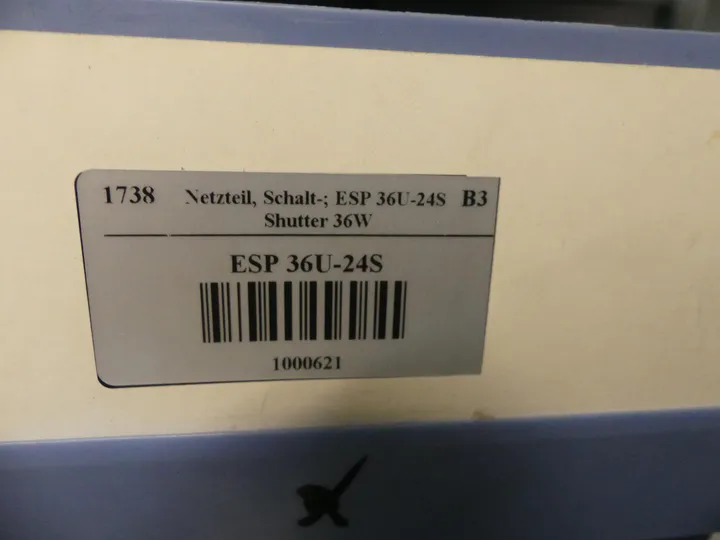 1738 Netzteil, Schalt-; ESP 36U-24S B3
Shutter 36W
ESP 36U-24S
1000621